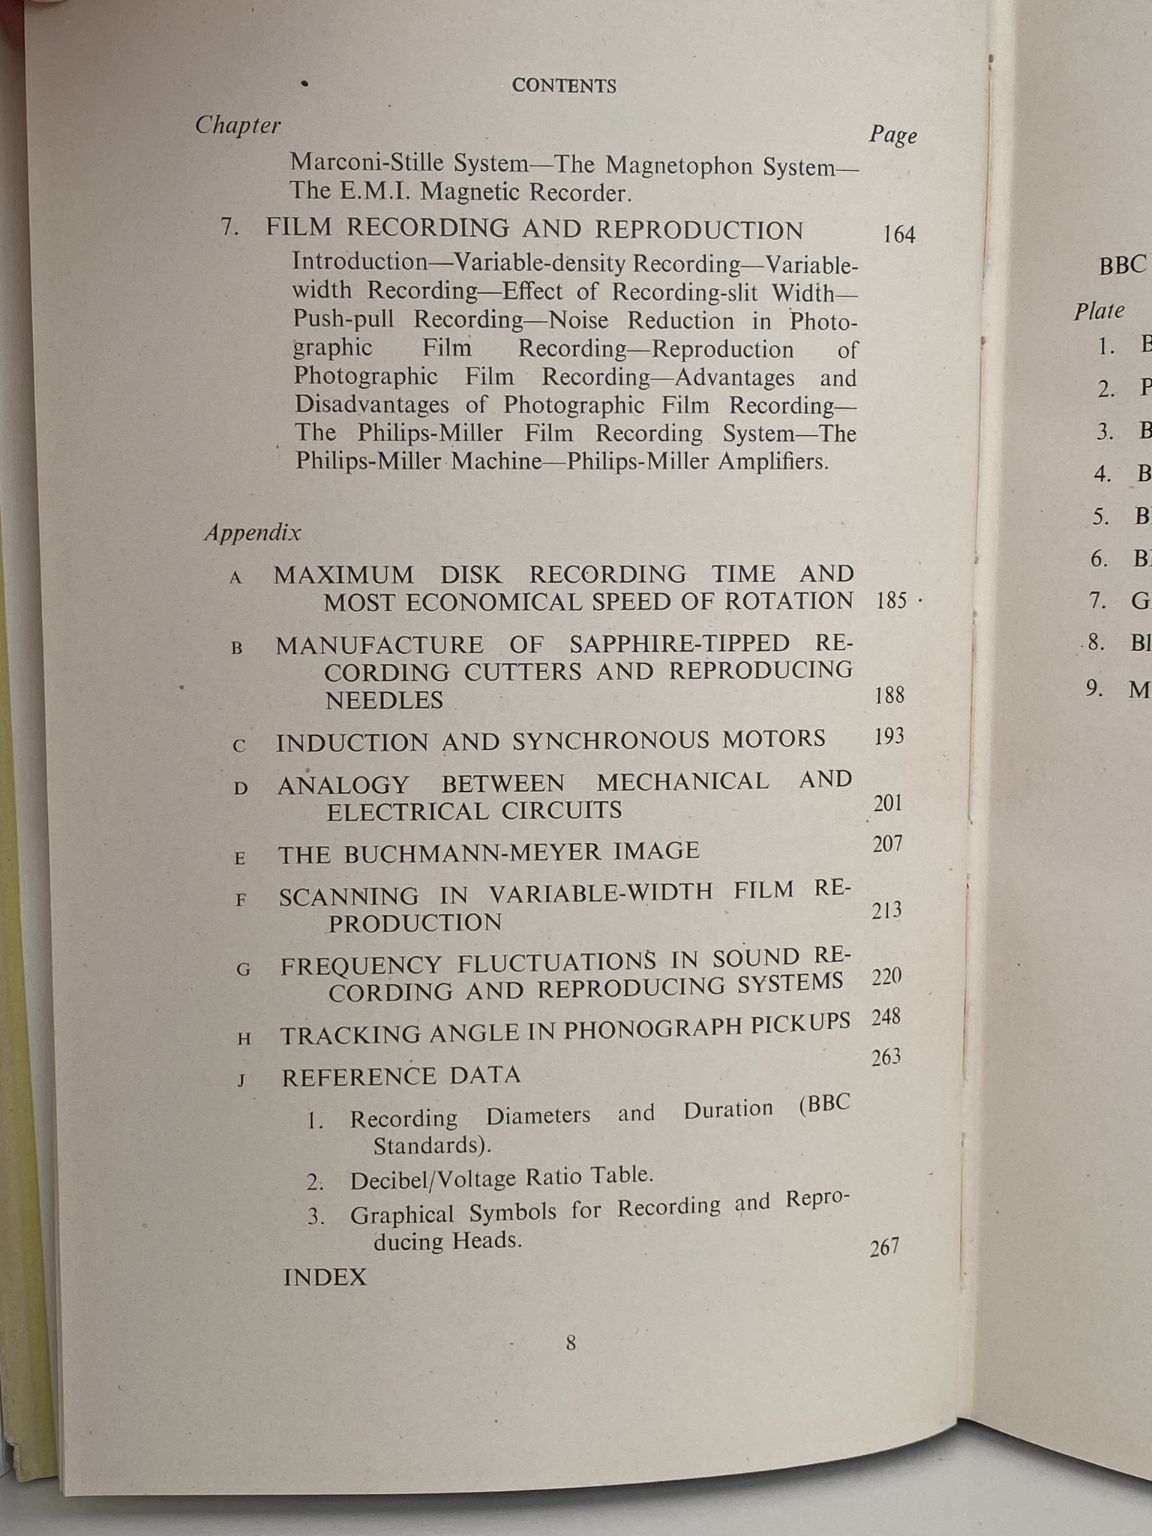 CONTENTS
Chapter
Page
Marconi-Stille System—The Magnetophon System—
The E.M.I. Magnetic Recorder.
7. FILM RECORDING AND REPRODUCTION 164
Introduction—Variable-density Recording—Variable-
width Recording—Effect of Recording-slit Width—
Push-pull Recording—Noise Reduction in Photo-
graphic Film Recording—Reproduction of
Photographic Film Recording—Advantages and
Disadvantages of Photographic Film Recording—
The Philips-Miller Film Recording System—The
Philips-Miller Machine—Philips-Miller Amplifiers.
Appendix
A MAXIMUM DISK RECORDING TIME AND
MOST ECONOMICAL SPEED OF ROTATION 185
B MANUFACTURE OF SAPPHIRE-TIPPED RE-
CORDING CUTTERS AND REPRODUCING
NEEDLES 188
C INDUCTION AND SYNCHRONOUS MOTORS 193
D ANALOGY BETWEEN MECHANICAL AND
ELECTRICAL CIRCUITS 201
E THE BUCHMANN-MEYER IMAGE 207
F SCANNING IN VARIABLE-WIDTH FILM RE-
PRODUCTION 213
G FREQUENCY FLUCTUATIONS IN SOUND RE-
CORDING AND REPRODUCING SYSTEMS 220
H TRACKING ANGLE IN PHONOGRAPH PICKUPS 248
J REFERENCE DATA 263
1. Recording Diameters and Duration (BBC
Standards).
2. Decibel/Voltage Ratio Table.
3. Graphical Symbols for Recording and Repro-
ducing Heads.
INDEX 267
8
BBC
Plate
1.
2.
3.
4.
5.
6.
7.
8.
9.